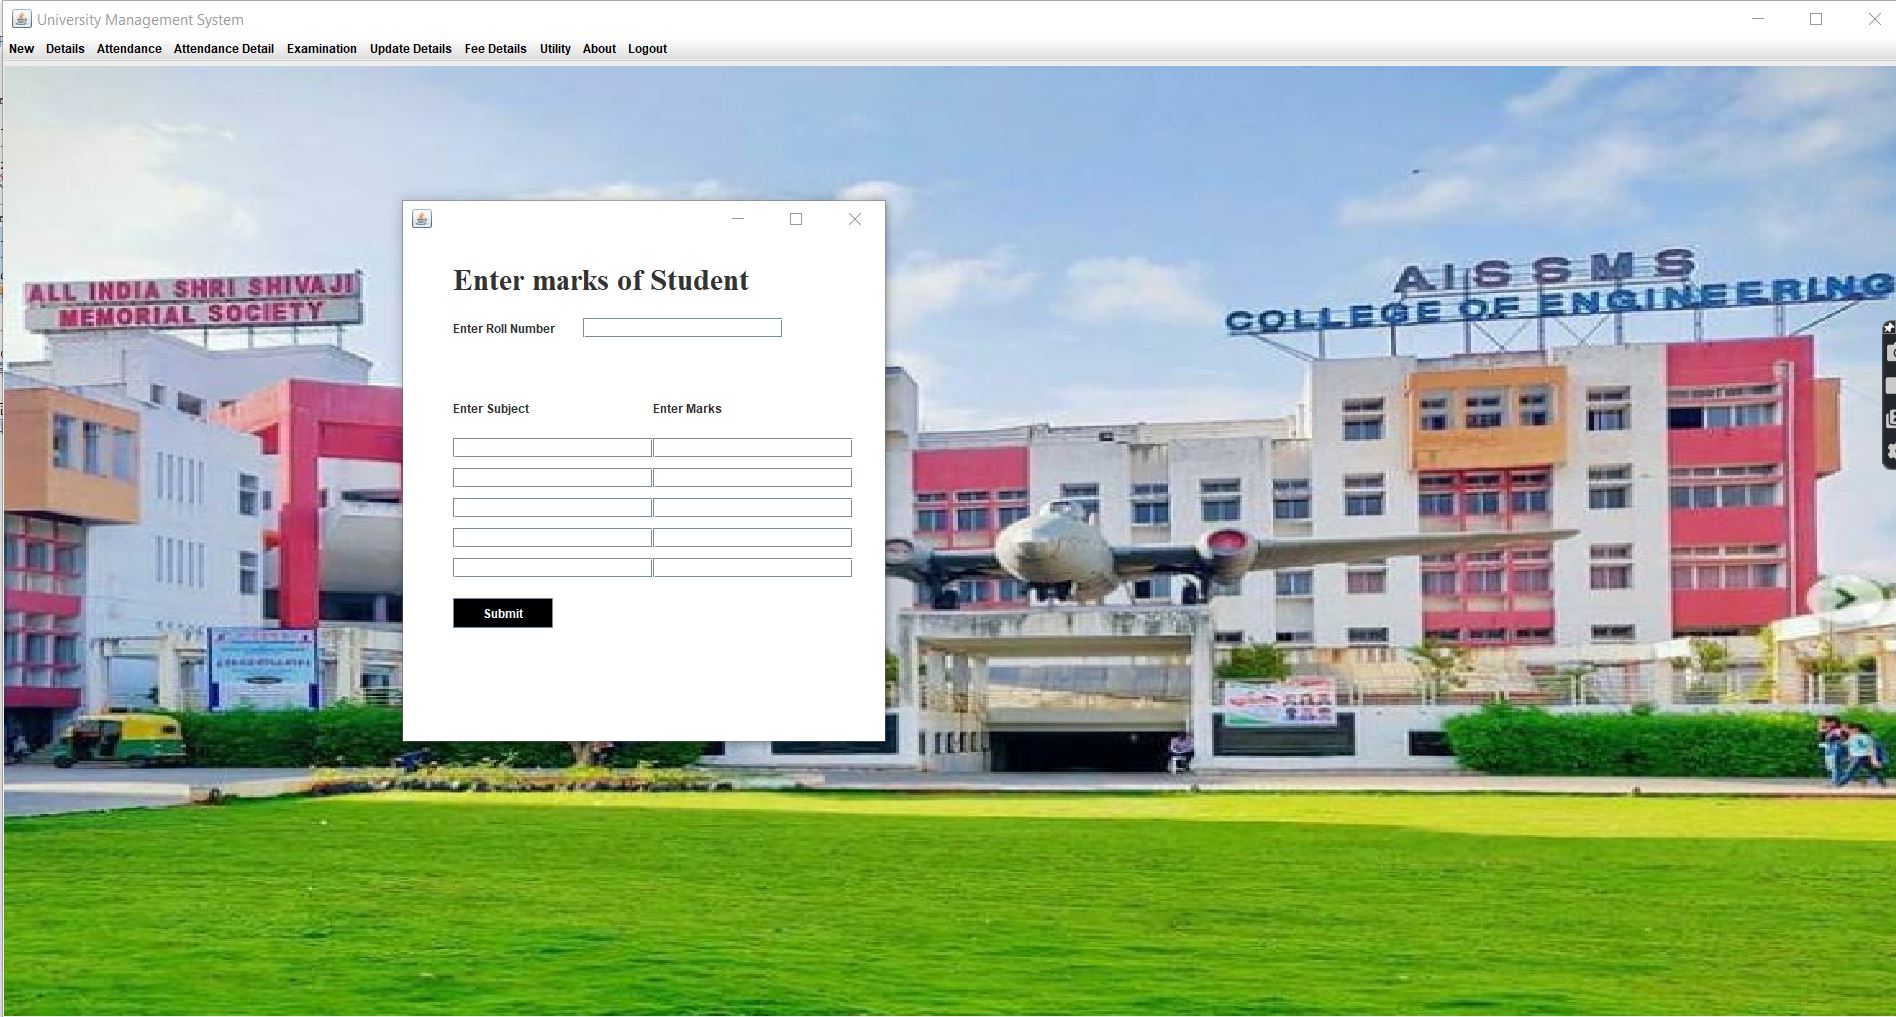 University Management System
New Details Attendance Attendance Detail Examination Update Details Fee Details Utility About Logout
ALL INDIA SHRI SHIVAJI
MEMORIAL SOCIETY
AISSMS
COLLEGE OF ENGINEERING
Enter marks of Student
Enter Roll Number
Enter Subject Enter Marks
Submit